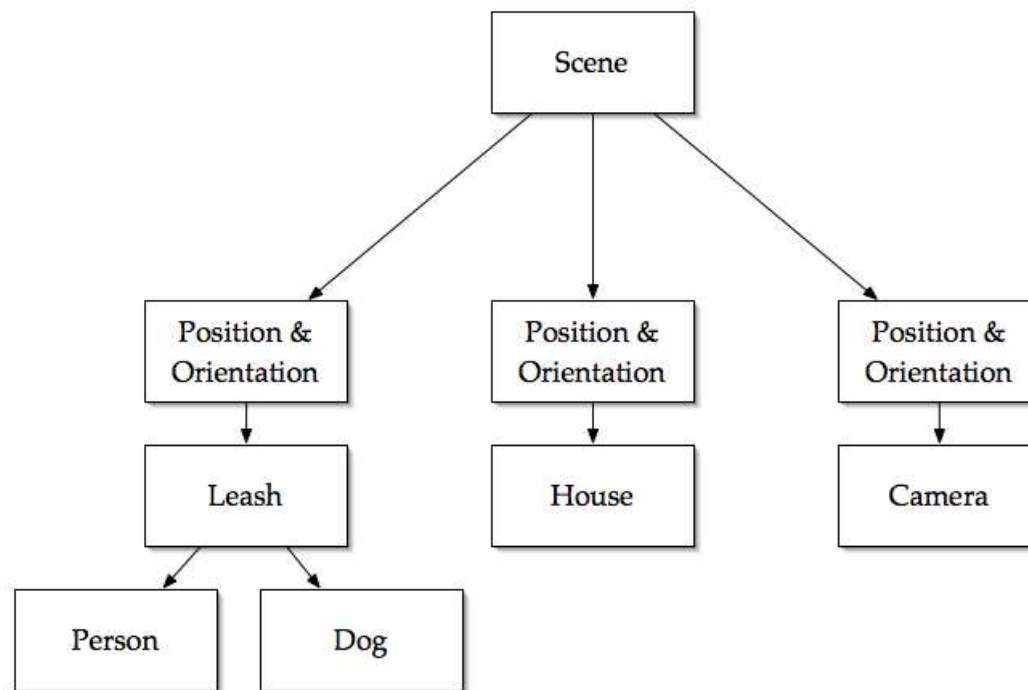 Scene
Position &
Orientation
Position &
Orientation
Position &
Orientation
Leash
House
Camera
Person
Dog